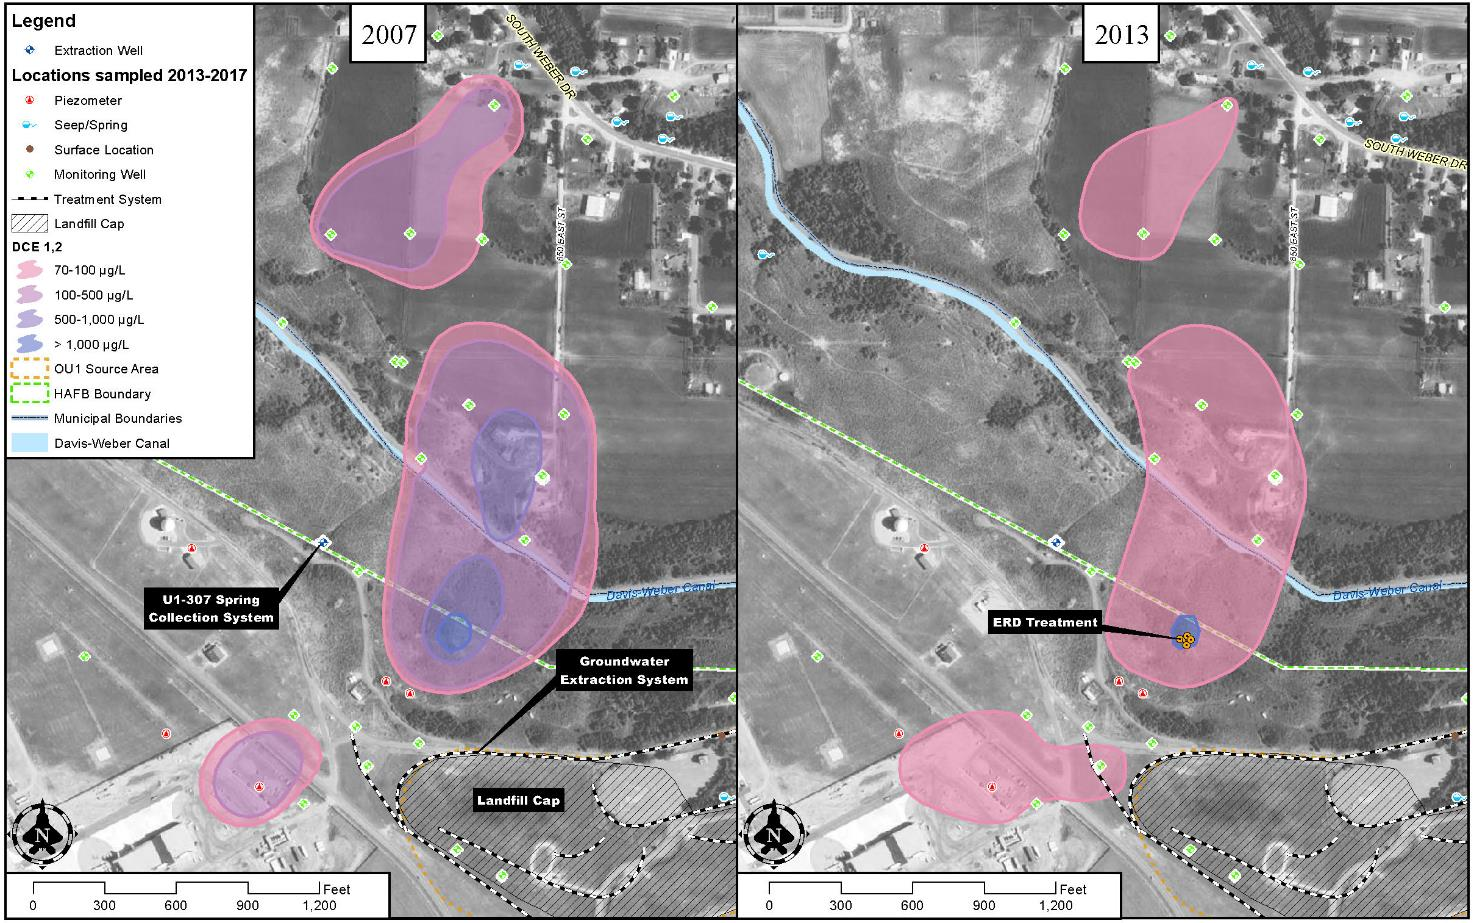 Legend
Extraction Well
Locations sampled 2013-2017
Piezometer
Seep/Spring
Surface Location
Monitoring Well
Treatment System
Landfill Cap
DCE 1,2
70-100 µg/L
100-500 µg/L
500-1,000 µg/L
> 1,000 µg/L
OU1 Source Area
HAFB Boundary
Municipal Boundaries
Davis-Weber Canal
2007
SOUTH WEBER DR
650 EAST ST
Davis-Weber Canal
U1-307 Spring
Collection System
Groundwater
Extraction System
Landfill Cap
N
Feet
0 300 600 900 1,200
2013
SOUTH WEBER DR
650 EAST ST
Davis-Weber Canal
ERD Treatment
N
Feet
0 300 600 900 1,200